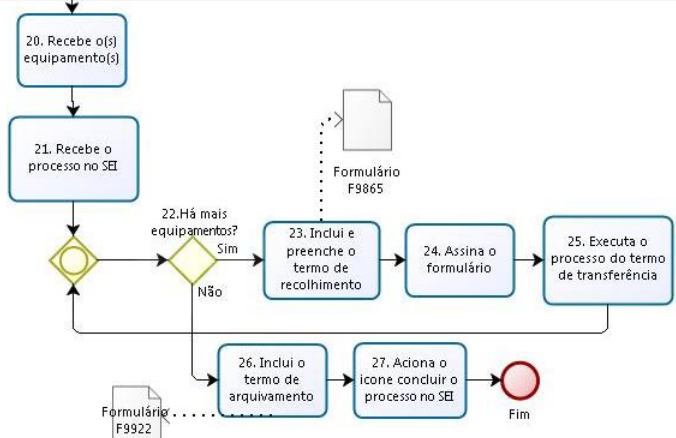 20. Recebe o(s)
equipamento(s)
21. Recebe o
processo no SEI
Formulário
F9865
22.Há mais
equipamentos?
Sim
Não
23. Inclui e
preenche o
termo de
recolhimento
24. Assina o
formulário
25. Executa o
processo do termo
de transferência
26. Inclui o
termo de
arquivamento
27. Aciona o
icone concluir o
processo no SEI
Fim
Formulário
F9922